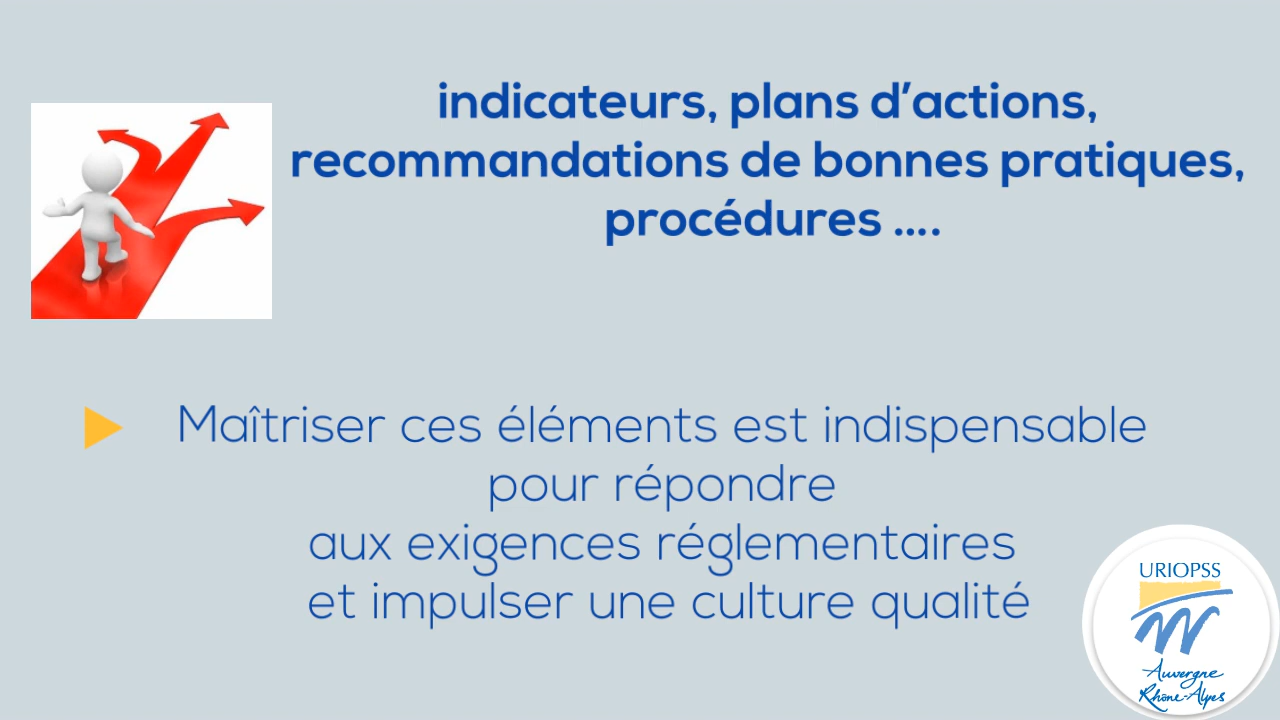 indicateurs, plans d’actions,
recommandations de bonnes pratiques,
procédures ....
Maîtriser ces éléments est indispensable
pour répondre
aux exigences réglementaires
et impulser une culture qualité
URIOPSS
Auvergne
Rhône-Alpes